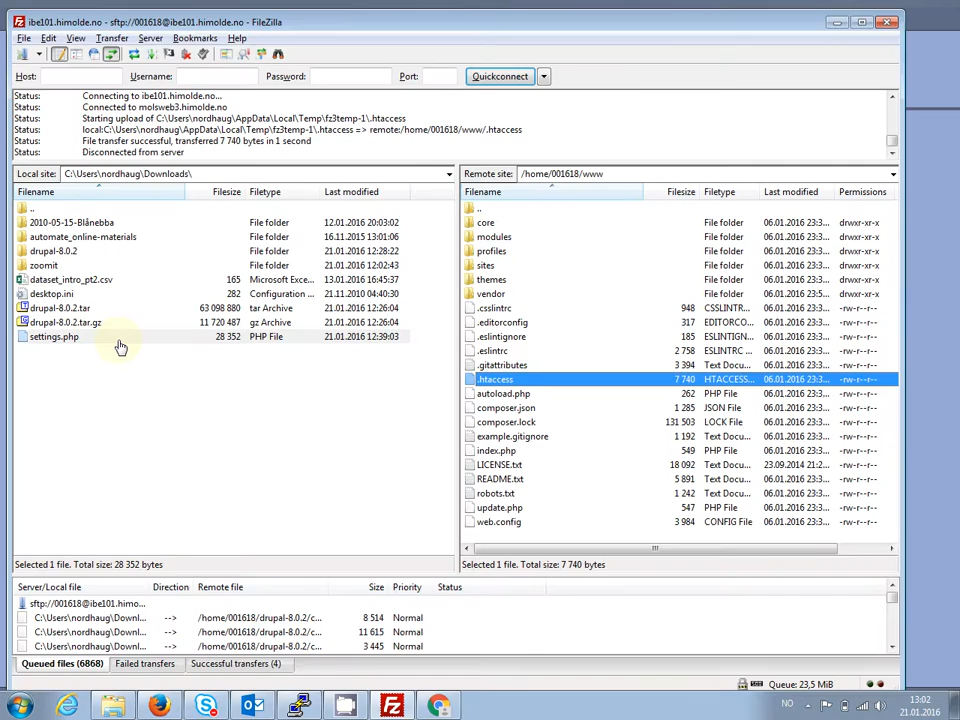 ibe101.himolde.no - sftp://001618@ibe101.himolde.no - FileZilla
File Edit View Transfer Server Bookmarks Help
Host: Username: Password: Port: Quickconnect
Status: Connecting to ibe101.himolde.no...
Status: Connected to molsweb3.himolde.no
Status: Starting upload of C:\Users\nordhaug\AppData\Local\Temp\fz3temp-1\.htaccess
Status: local:C:\Users\nordhaug\AppData\Local\Temp\fz3temp-1\.htaccess => remote:/home/001618/www/.htaccess
Status: File transfer successful, transferred 7 740 bytes in 1 second
Status: Disconnected from server
Local site: C:\Users\nordhaug\Downloads\
Filename Filesize Filetype Last modified
..
2010-05-15-Blånebba File folder 12.01.2016 20:03:02
automate_online-materials File folder 16.11.2015 13:01:06
drupal-8.0.2 File folder 21.01.2016 12:28:22
zoomit File folder 21.01.2016 12:02:43
dataset_intro_pt2.csv 165 Microsoft Exce... 13.01.2016 16:45:37
desktop.ini 282 Configuration ... 21.11.2010 04:40:30
drupal-8.0.2.tar 63 098 880 tar Archive 21.01.2016 12:26:04
drupal-8.0.2.tar.gz 11 720 487 gz Archive 21.01.2016 12:26:04
settings.php 28 352 PHP File 21.01.2016 12:39:03
Selected 1 file. Total size: 28 352 bytes
Remote site: /home/001618/www
Filename Filesize Filetype Last modified Permissions
..
core File folder 06.01.2016 23:3... drwxr-xr-x
modules File folder 06.01.2016 23:3... drwxr-xr-x
profiles File folder 06.01.2016 23:3... drwxr-xr-x
sites File folder 06.01.2016 23:3... drwxr-xr-x
themes File folder 06.01.2016 23:3... drwxr-xr-x
vendor File folder 06.01.2016 23:5... drwxr-xr-x
.csslintrc 948 CSSLINTR... 06.01.2016 23:3... -rw-r--r--
.editorconfig 317 EDITORCO... 06.01.2016 23:3... -rw-r--r--
.eslintignore 161 ESLINTIGN... 06.01.2016 23:3... -rw-r--r--
.eslintrc 2 758 ESLINTRC ... 06.01.2016 23:3... -rw-r--r--
.gitattributes 3 394 Text Docu... 06.01.2016 23:3... -rw-r--r--
.htaccess 7 740 HTACCESS... 06.01.2016 23:3... -rw-r--r--
autoload.php 262 PHP File 06.01.2016 23:3... -rw-r--r--
composer.json 1 285 JSON File 06.01.2016 23:3... -rw-r--r--
composer.lock 131 503 LOCK File 06.01.2016 23:3... -rw-r--r--
example.gitignore 1 192 Text Docu... 06.01.2016 23:3... -rw-r--r--
index.php 549 PHP File 06.01.2016 23:3... -rw-r--r--
LICENSE.txt 18 092 Text Docu... 23.09.2014 21:2... -rw-r--r--
README.txt 5 891 Text Docu... 06.01.2016 23:3... -rw-r--r--
robots.txt 1 242 Text Docu... 06.01.2016 23:3... -rw-r--r--
update.php 547 PHP File 06.01.2016 23:3... -rw-r--r--
web.config 3 984 CONFIG File 06.01.2016 23:3... -rw-r--r--
Selected 1 file. Total size: 7 740 bytes
Server/Local file Direction Remote file Size Priority Status
sftp://001618@ibe101.himo...
C:\Users\nordhaug\Downl... --> /home/001618/drupal-8.0.2/c... 8 514 Normal
C:\Users\nordhaug\Downl... --> /home/001618/drupal-8.0.2/c... 11 615 Normal
C:\Users\nordhaug\Downl... --> /home/001618/drupal-8.0.2/c... 3 445 Normal
Queued files (6868) Failed transfers Successful transfers (4)
Queue: 23,5 MiB
NO 13:02
21.01.2016